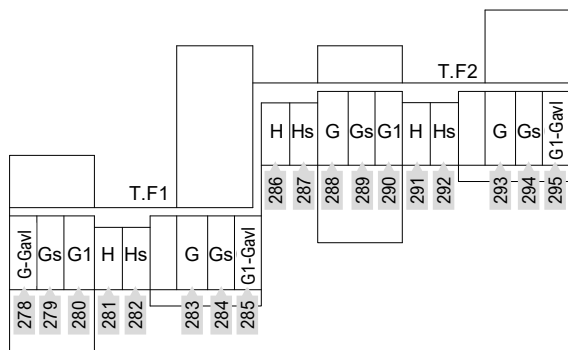 T.F2
H Hs G Gs G1 H Hs G Gs G1-Gavl
286 287 288 289 290 291 292 293 294 295
T.F1
G-Gavl Gs G1 H Hs G Gs G1-Gavl
278 279 280 281 282 283 284 285